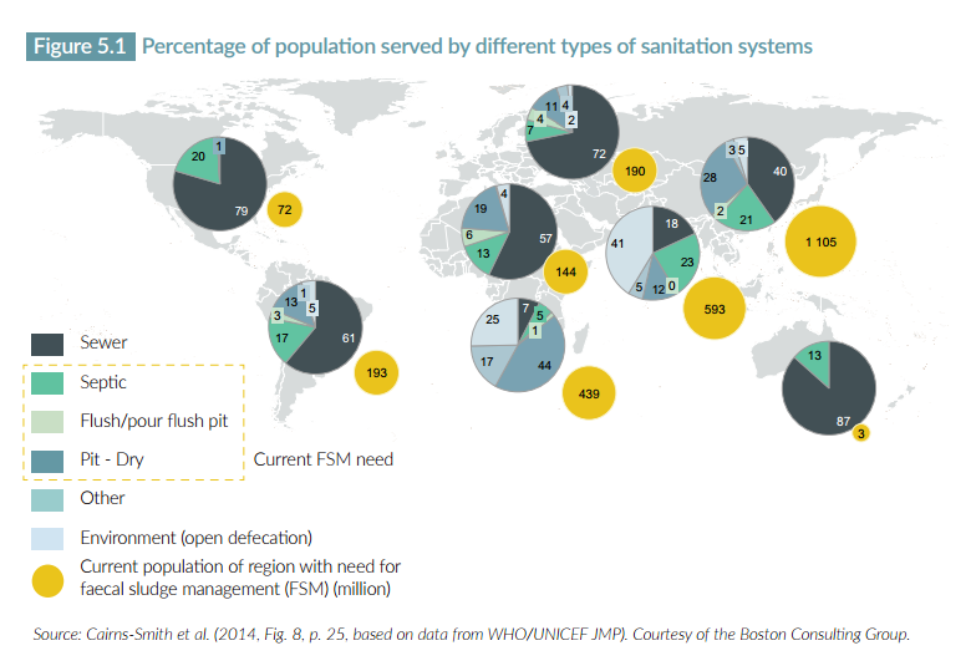 Figure 5.1 Percentage of population served by different types of sanitation systems
20 1 79 72
11 4 4 2 7 72 190
3 5 40 28 2 21 1 105
4 19 57 6 13 144
18 41 23 5 12 0 593
1 13 5 3 17 61 193
7 5 25 1 17 44 439
13 87 3
Sewer
Septic
Flush/pour flush pit
Pit - Dry
Current FSM need
Other
Environment (open defecation)
Current population of region with need for
faecal sludge management (FSM) (million)
Source: Cairns-Smith et al. (2014, Fig. 8, p. 25, based on data from WHO/UNICEF JMP). Courtesy of the Boston Consulting Group.